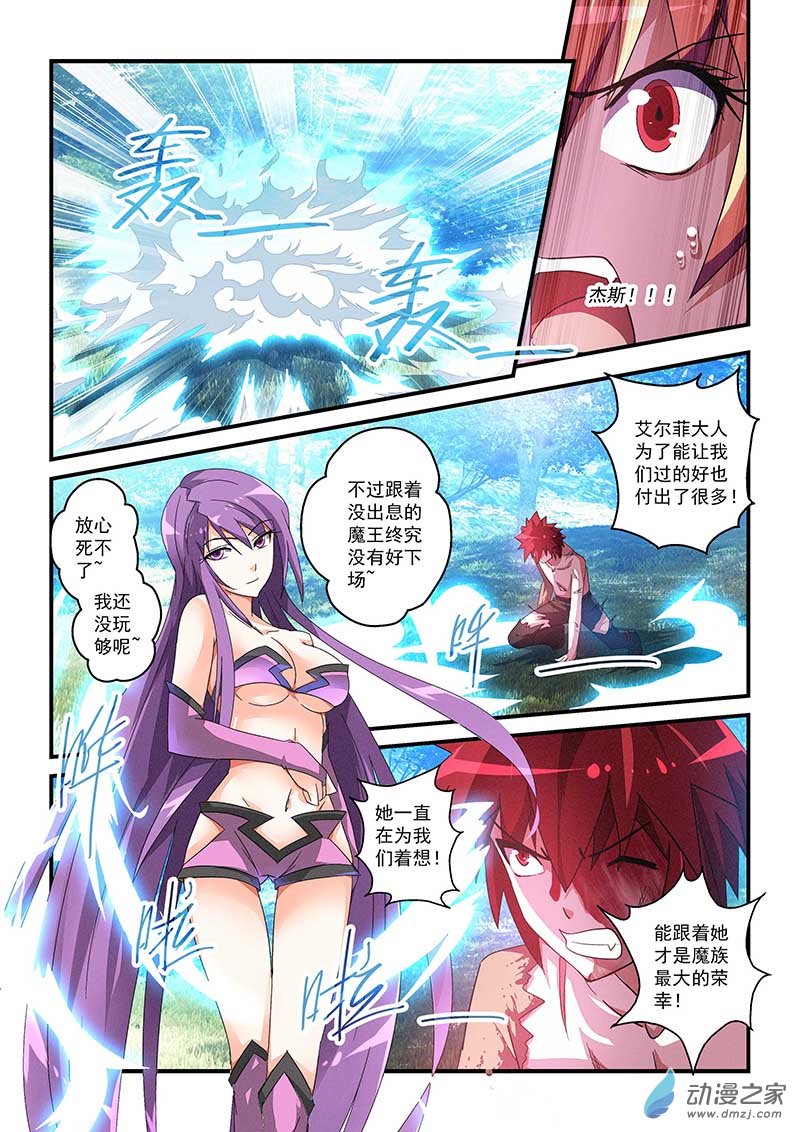 轰——
轰——
杰斯！！！
放心
死不
了~
我还
没玩
够呢~
不过跟着
没出息的
魔王终究
没有好下
场~
艾尔菲大人
为了能让我
们过的好也
付出了很多！
哗
哗
啦
啦——
她一直
在为我
们着想！
能跟着她
才是魔族
最大的荣
幸！
动漫之家
www.dmzj.com